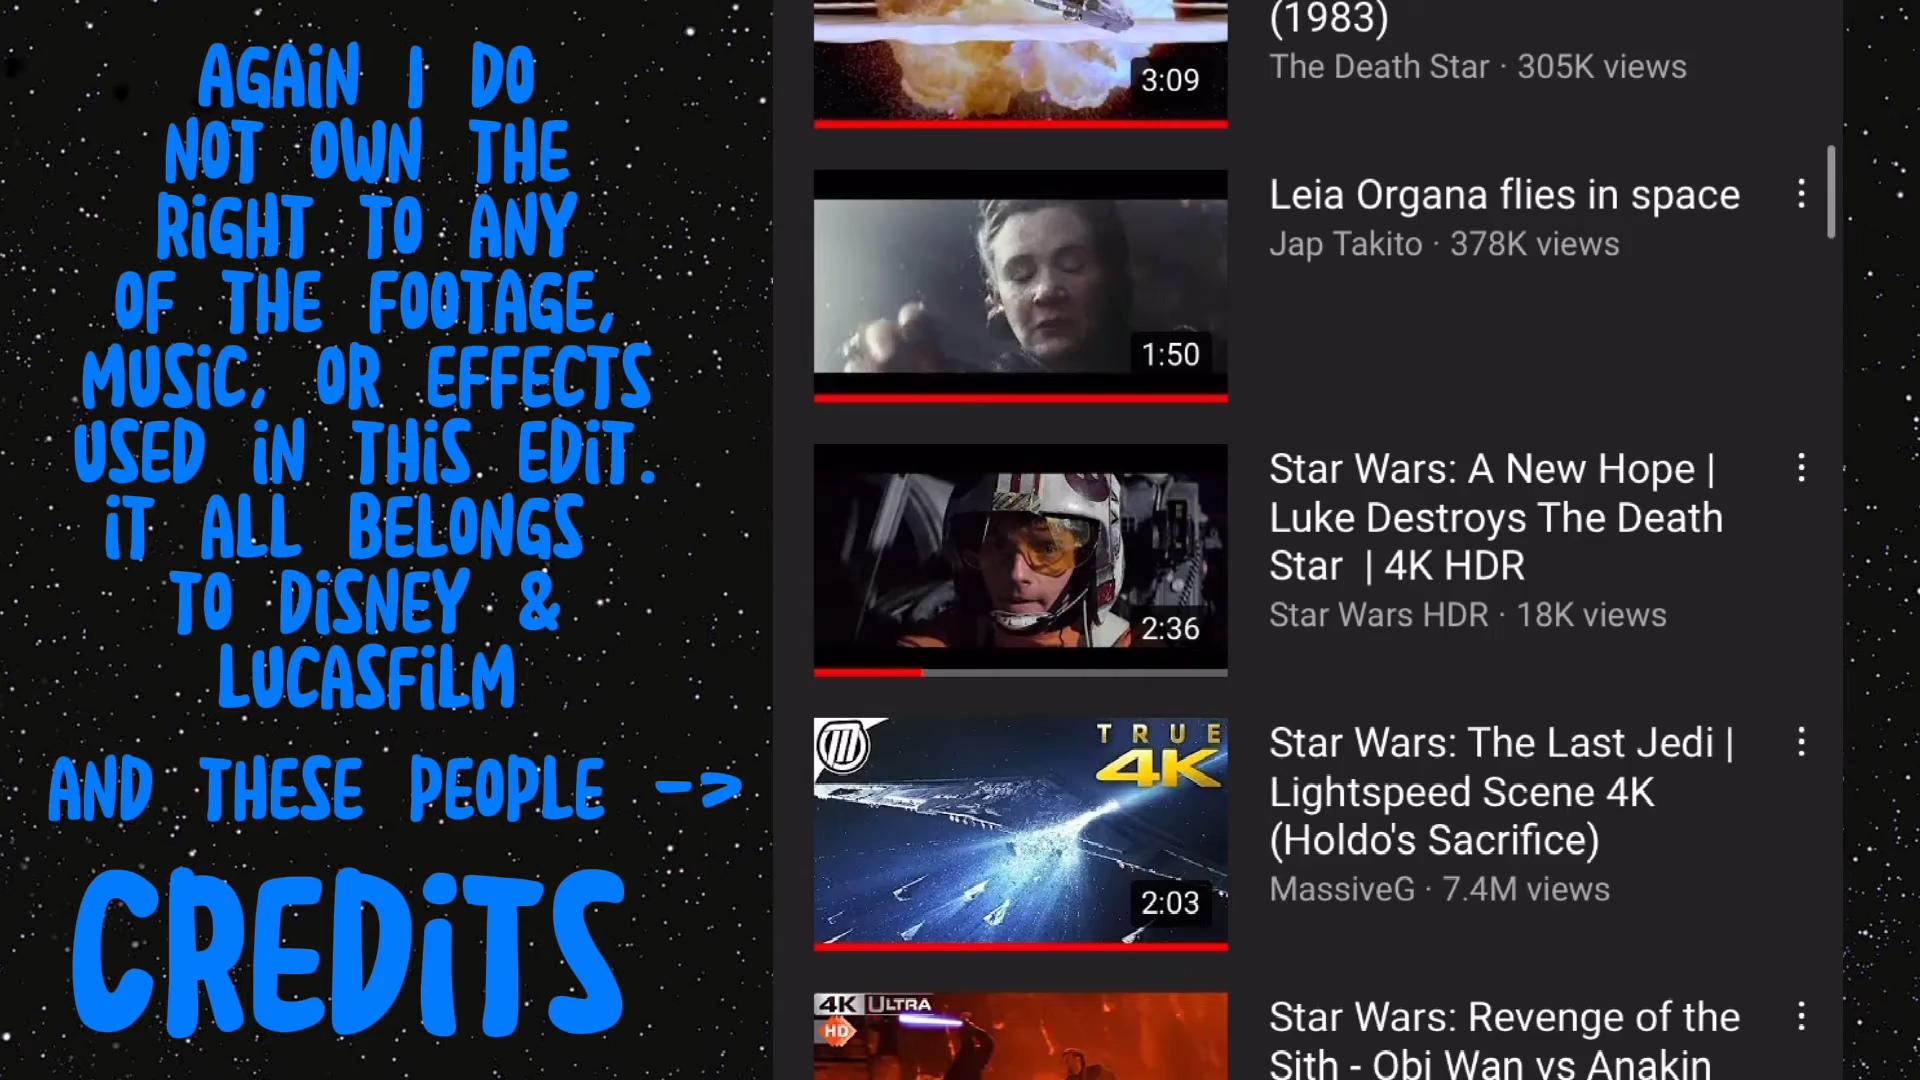 AGAIN I DO
NOT OWN THE
RIGHT TO ANY
OF THE FOOTAGE,
MUSIC, OR EFFECTS
USED IN THIS EDIT.
IT ALL BELONGS
TO DISNEY &
LUCASFILM
AND THESE PEOPLE ->
CREDITS
(1983)
The Death Star · 305K views
3:09
Leia Organa flies in space
Jap Takito · 378K views
1:50
Star Wars: A New Hope |
Luke Destroys The Death
Star | 4K HDR
Star Wars HDR · 18K views
2:36
TRUE
4K
Star Wars: The Last Jedi |
Lightspeed Scene 4K
(Holdo's Sacrifice)
MassiveG · 7.4M views
2:03
4K ULTRA
HD
Star Wars: Revenge of the
Sith - Obi Wan vs Anakin